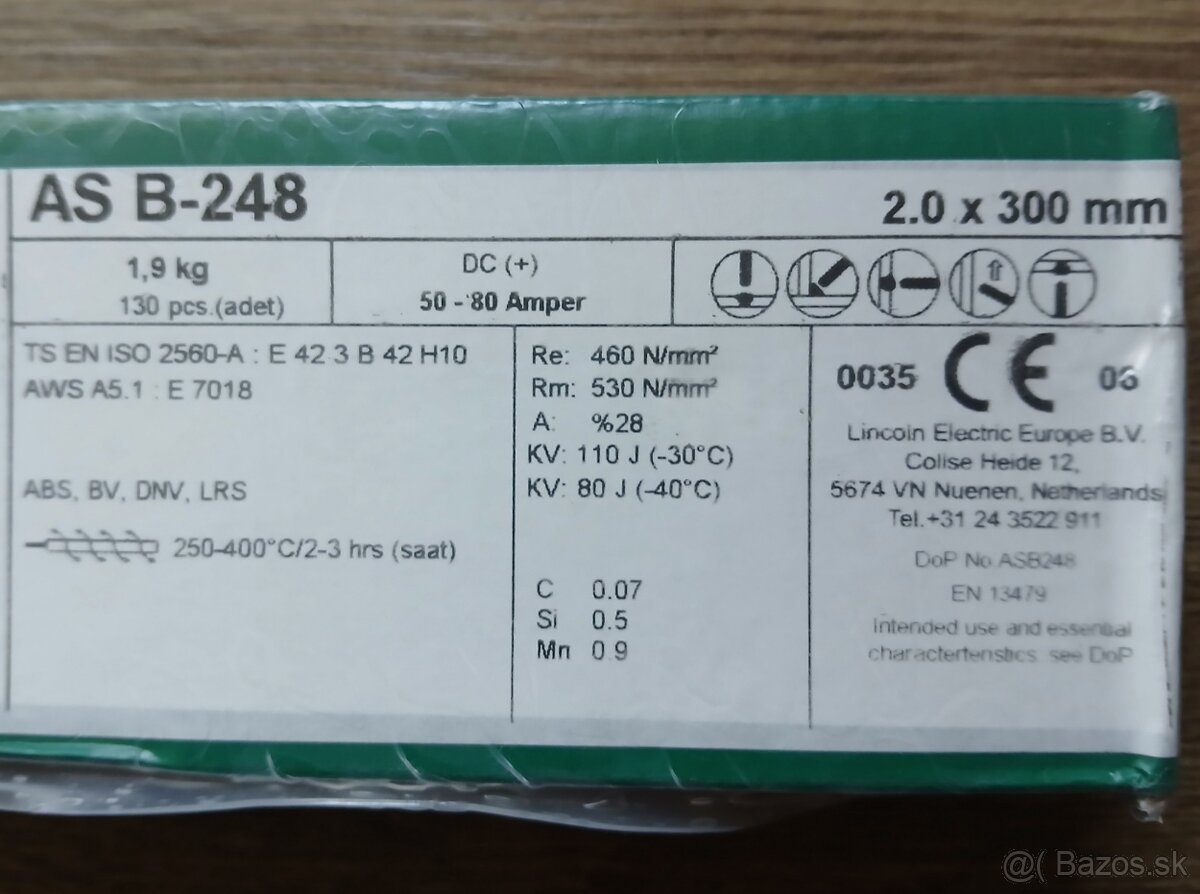 AS B-248
2.0 x 300 mm
1,9 kg
130 pcs.(adet)
DC (+)
50 - 80 Amper
TS EN ISO 2560-A : E 42 3 B 42 H10
AWS A5.1 : E 7018
ABS, BV, DNV, LRS
250-400°C/2-3 hrs (saat)
Re: 460 N/mm²
Rm: 530 N/mm²
A: %28
KV: 110 J (-30°C)
KV: 80 J (-40°C)
C 0.07
Si 0.5
Mn 0.9
0035 CE
Lincoln Electric Europe B.V.
Colise Heide 12,
5674 VN Nuenen, Netherlands
Tel.+31 24 3522 911
DoP No.ASB248
EN 13479
Intended use and essential
characterteristics: see DoP
@( Bazos.sk